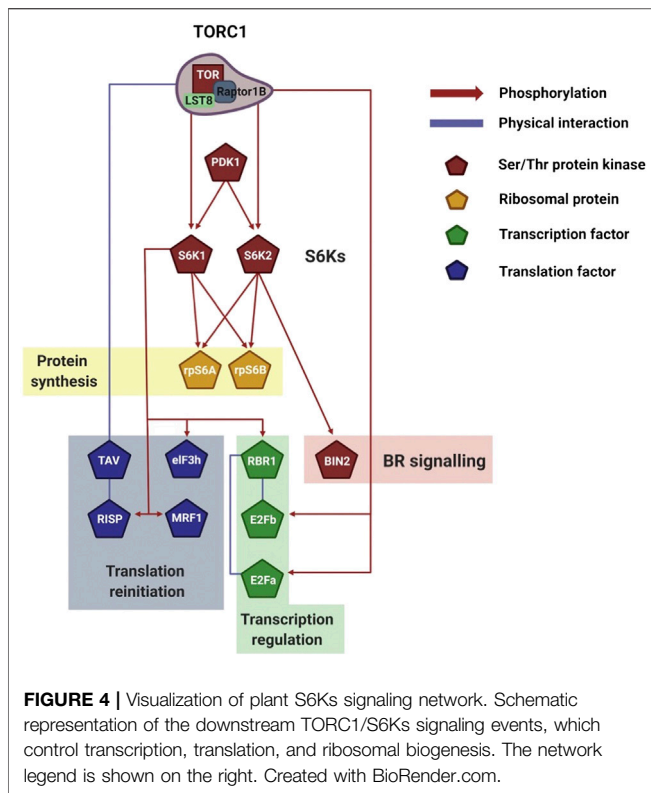 TORC1
TOR
Raptor1B
LST8
Phosphorylation
Physical interaction
Ser/Thr protein kinase
Ribosomal protein
Transcription factor
Translation factor
PDK1
S6K1
S6K2
S6Ks
Protein
synthesis
rpS6A
rpS6B
TAV
eIF3h
RBR1
BIN2
BR signalling
RISP
MRF1
E2Fb
Translation
reinitiation
E2Fa
Transcription
regulation
FIGURE 4 | Visualization of plant S6Ks signaling network. Schematic
representation of the downstream TORC1/S6Ks signaling events, which
control transcription, translation, and ribosomal biogenesis. The network
legend is shown on the right. Created with BioRender.com.